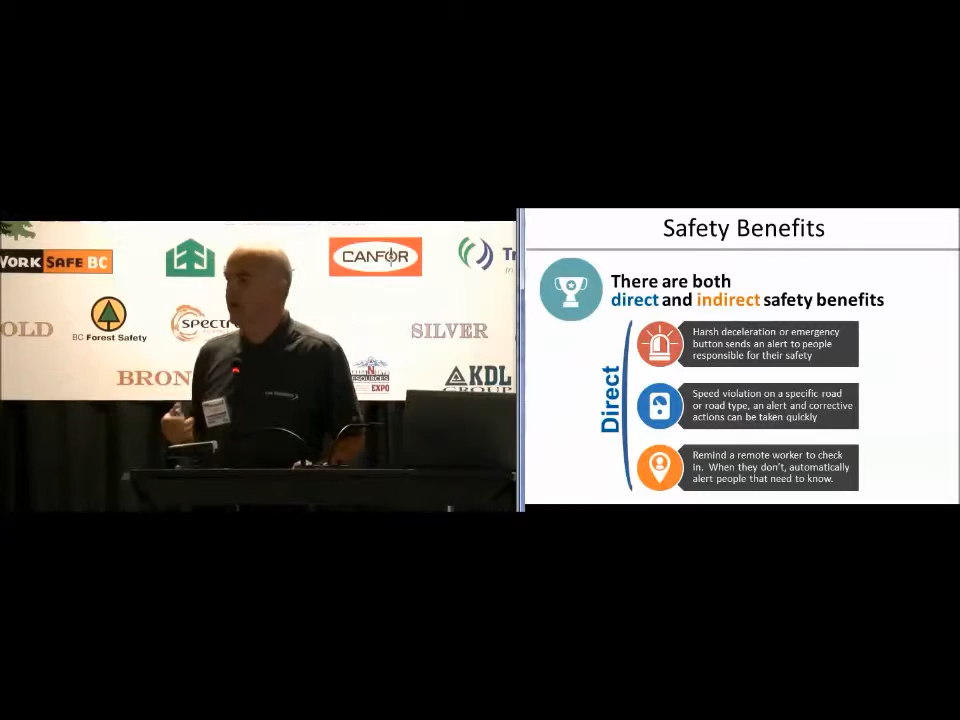 WORK SAFE BC
CANFOR
OLD
BC Forest Safety
SILVER
BRON
RESOURCES
EXPO
KDL
GROUP
Safety Benefits
There are both
direct and indirect safety benefits
Direct
Harsh deceleration or emergency
button sends an alert to people
responsible for their safety
Speed violation on a specific road
or road type, an alert and corrective
actions can be taken quickly
Remind a remote worker to check
In. When they don't, automatically
alert people that need to know.